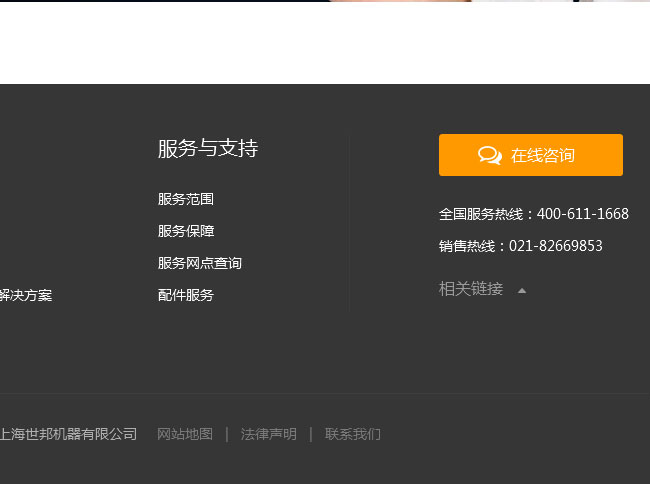 解决方案
服务与支持
服务范围
服务保障
服务网点查询
配件服务
在线咨询
全国服务热线：400-611-1668
销售热线：021-82669853
相关链接
上海世邦机器有限公司 网站地图 | 法律声明 | 联系我们